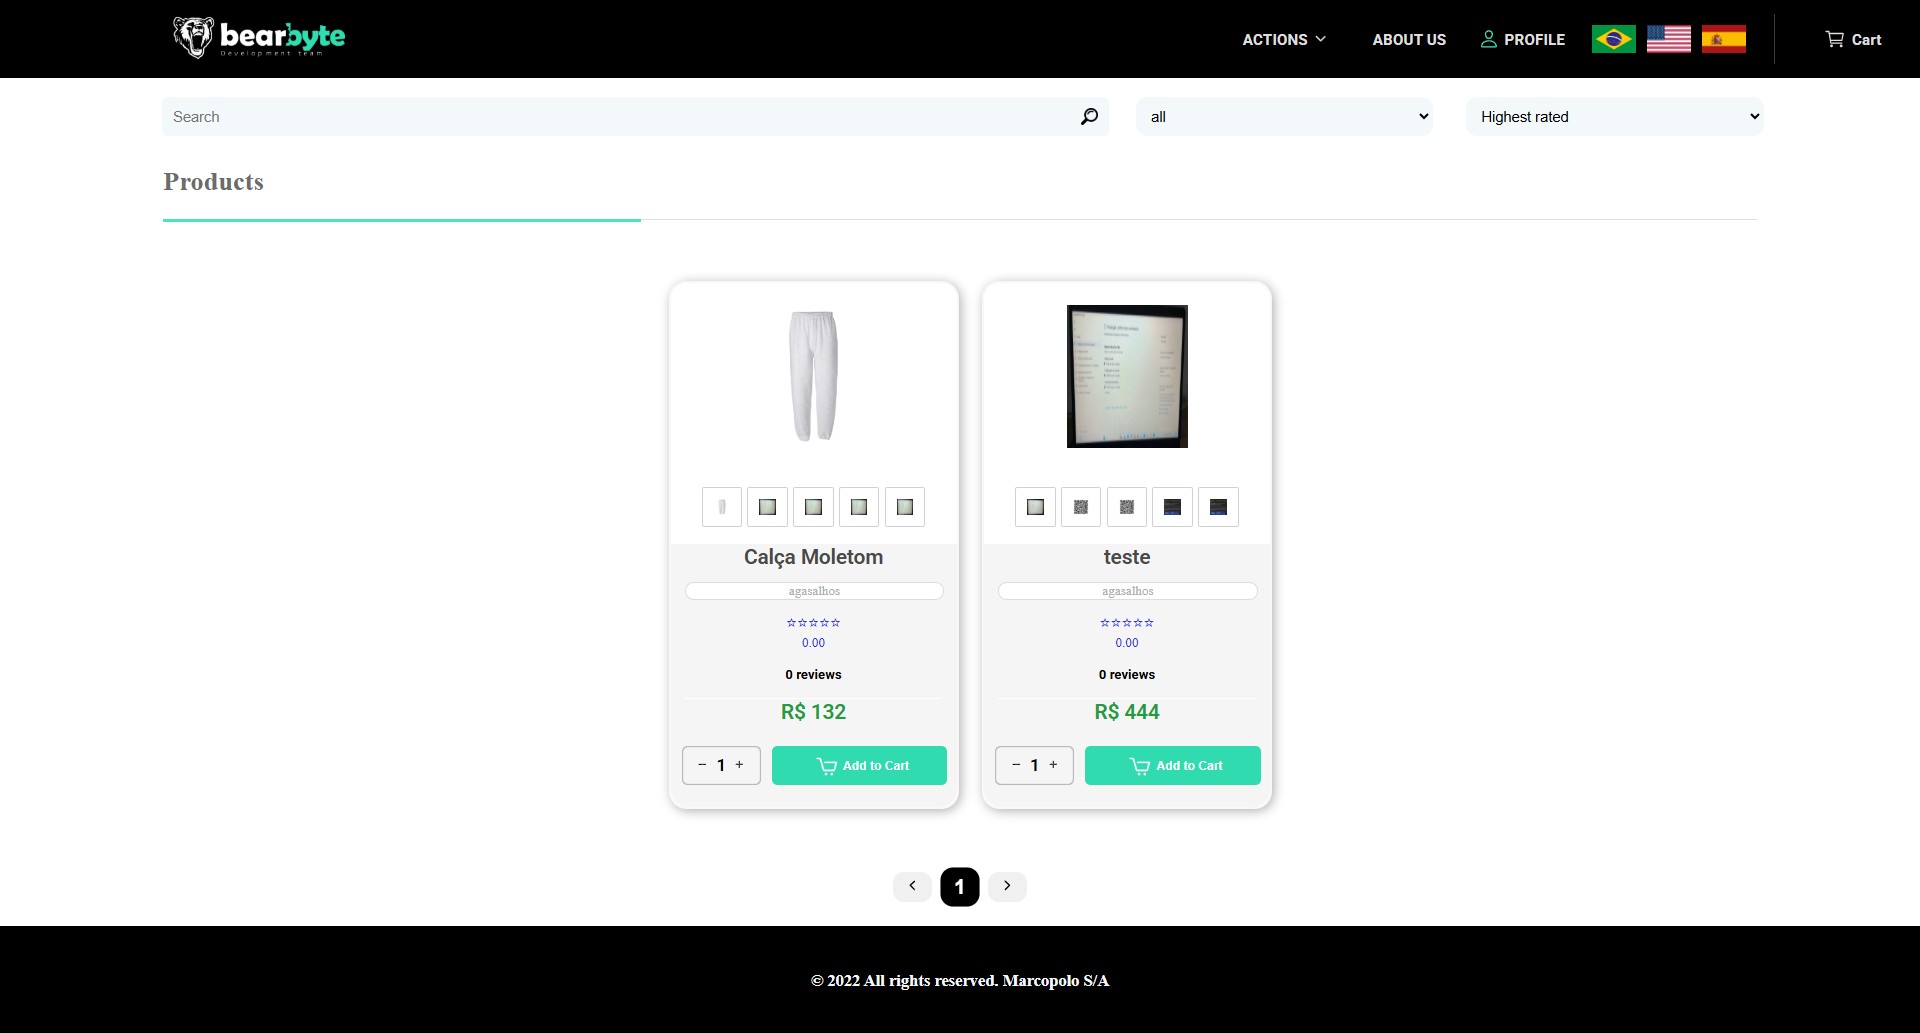 bearbyte
Development team
ACTIONS
ABOUT US
PROFILE
Cart
Search
all
Highest rated
Products
Calça Moletom
agasalhos
☆☆☆☆☆
0.00
0 reviews
R$ 132
− 1 +
Add to Cart
teste
agasalhos
☆☆☆☆☆
0.00
0 reviews
R$ 444
− 1 +
Add to Cart
1
© 2022 All rights reserved. Marcopolo S/A